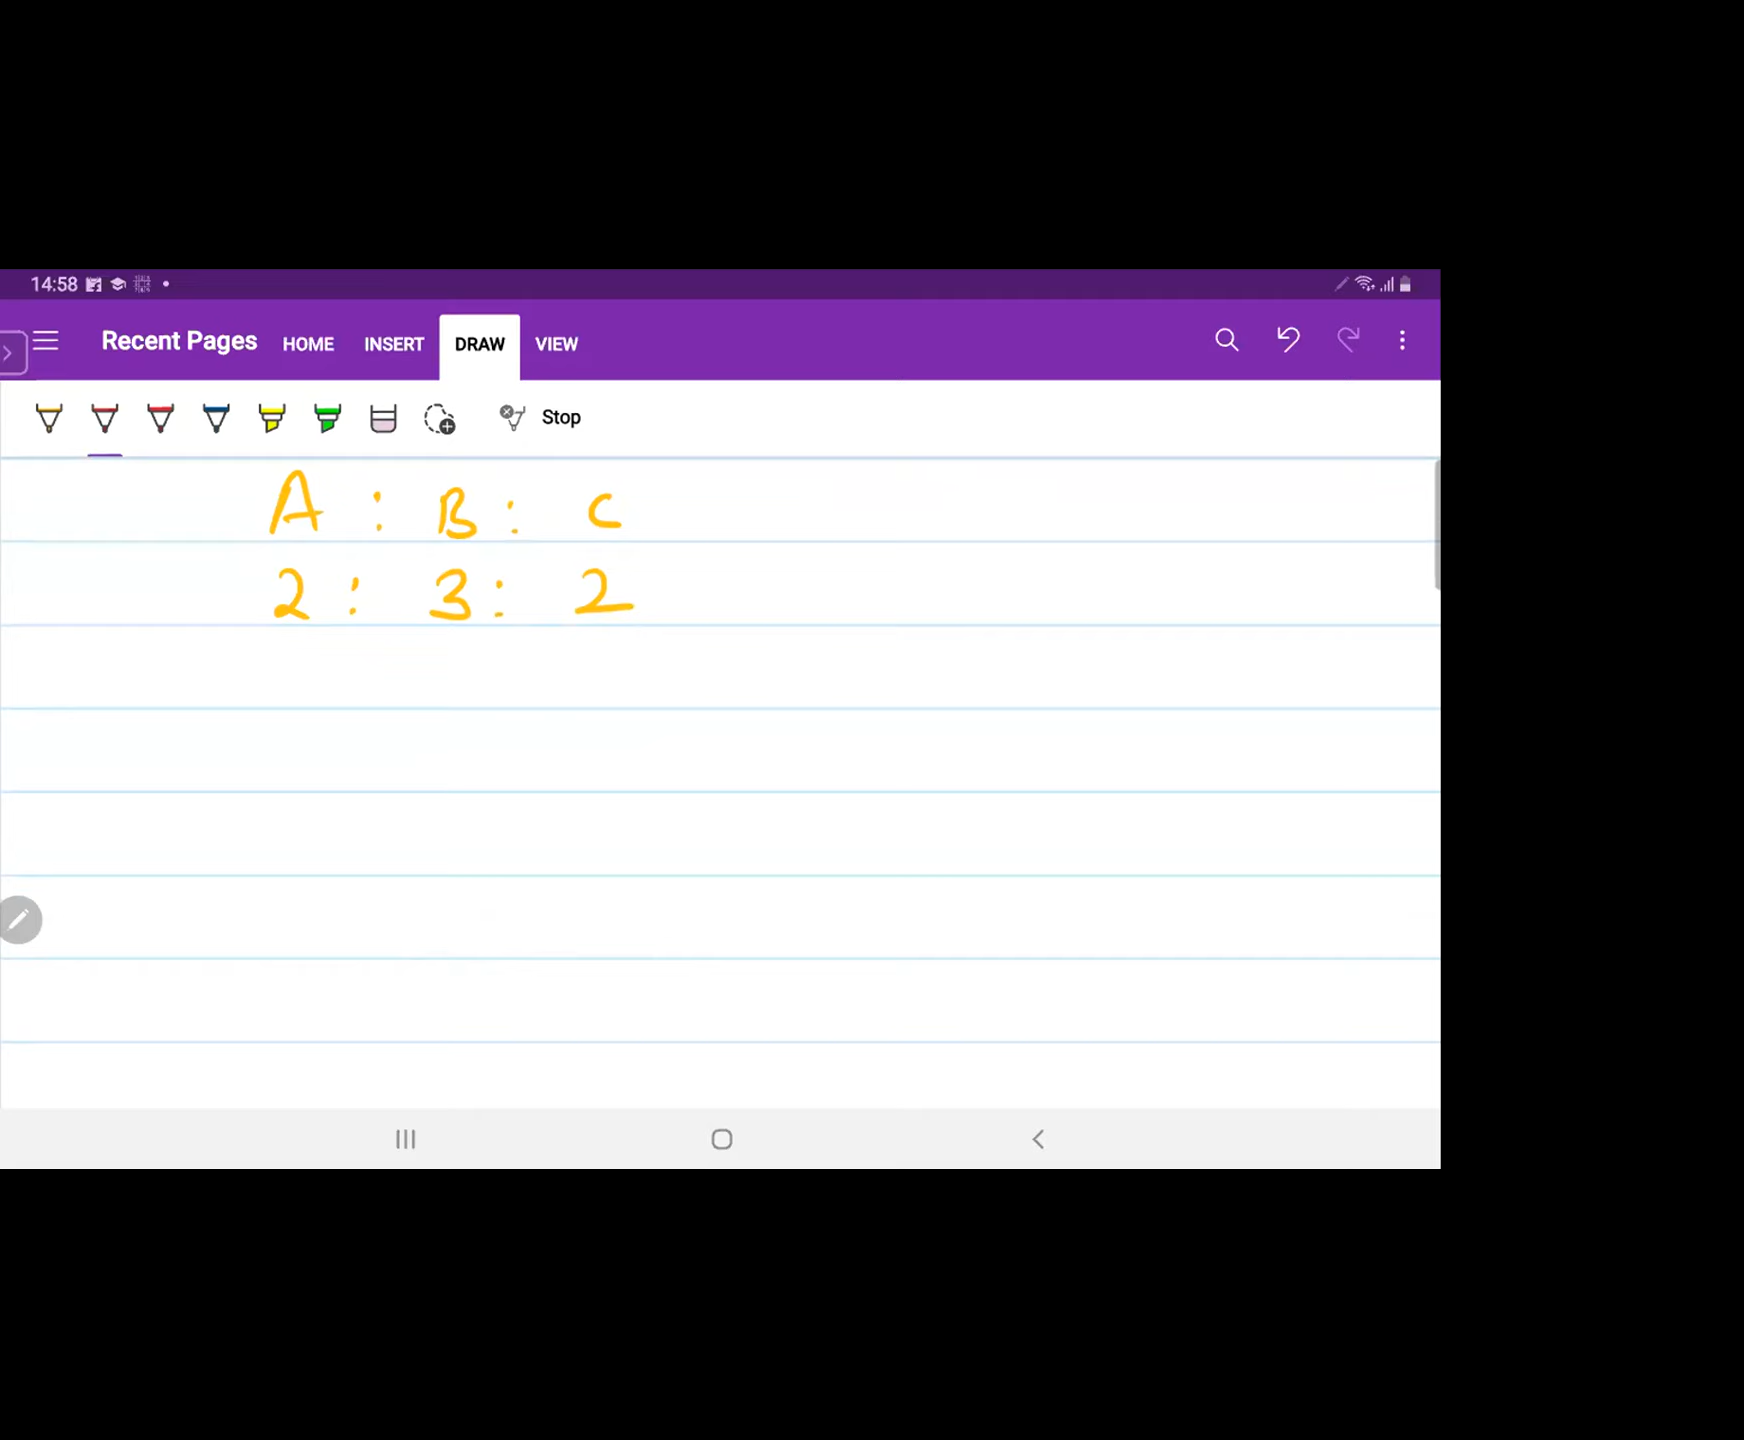 14:58
Recent Pages HOME INSERT DRAW VIEW
Stop
A : B : C
2 : 3 : 2